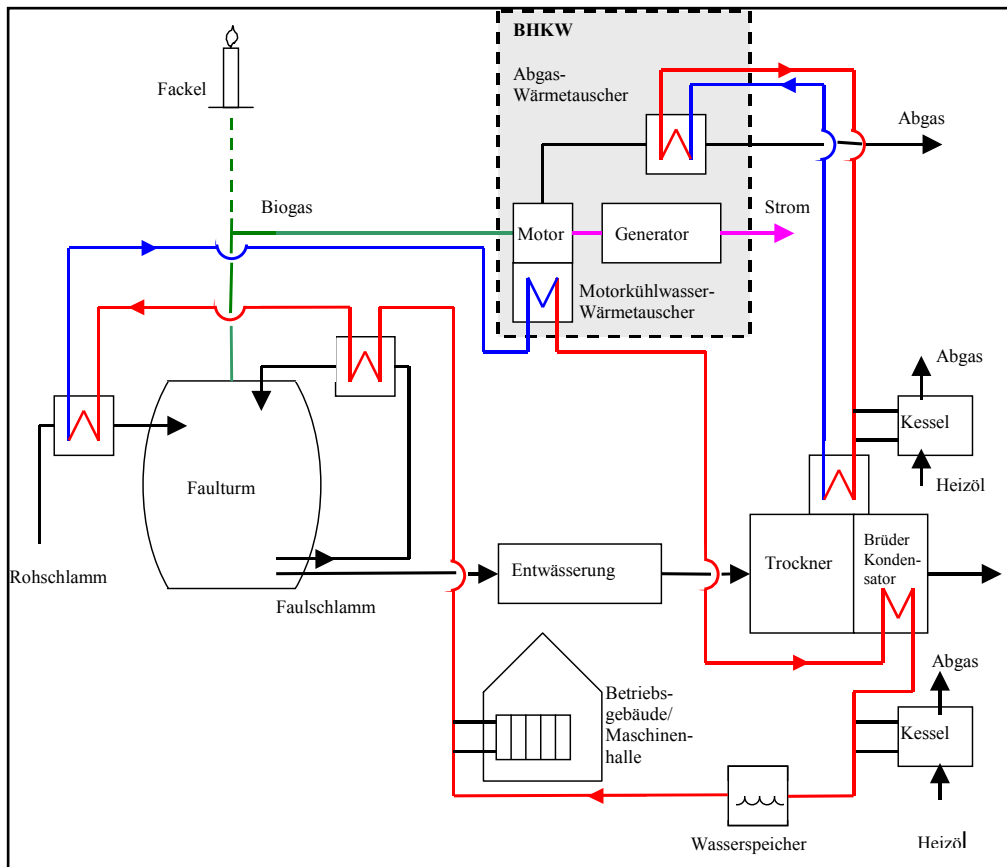 BHKW
Abgas-
Wärmetauscher
Fackel
Abgas
Biogas
Strom
Motor
Generator
Motorkühlwasser-
Wärmetauscher
Abgas
Kessel
Heizöl
Faulturm
Rohschlamm
Faulschlamm
Entwässerung
Trockner
Brüder
Konden-
sator
Betriebs-
gebäude/
Maschinen-
halle
Abgas
Kessel
Wasserspeicher
Heizöl